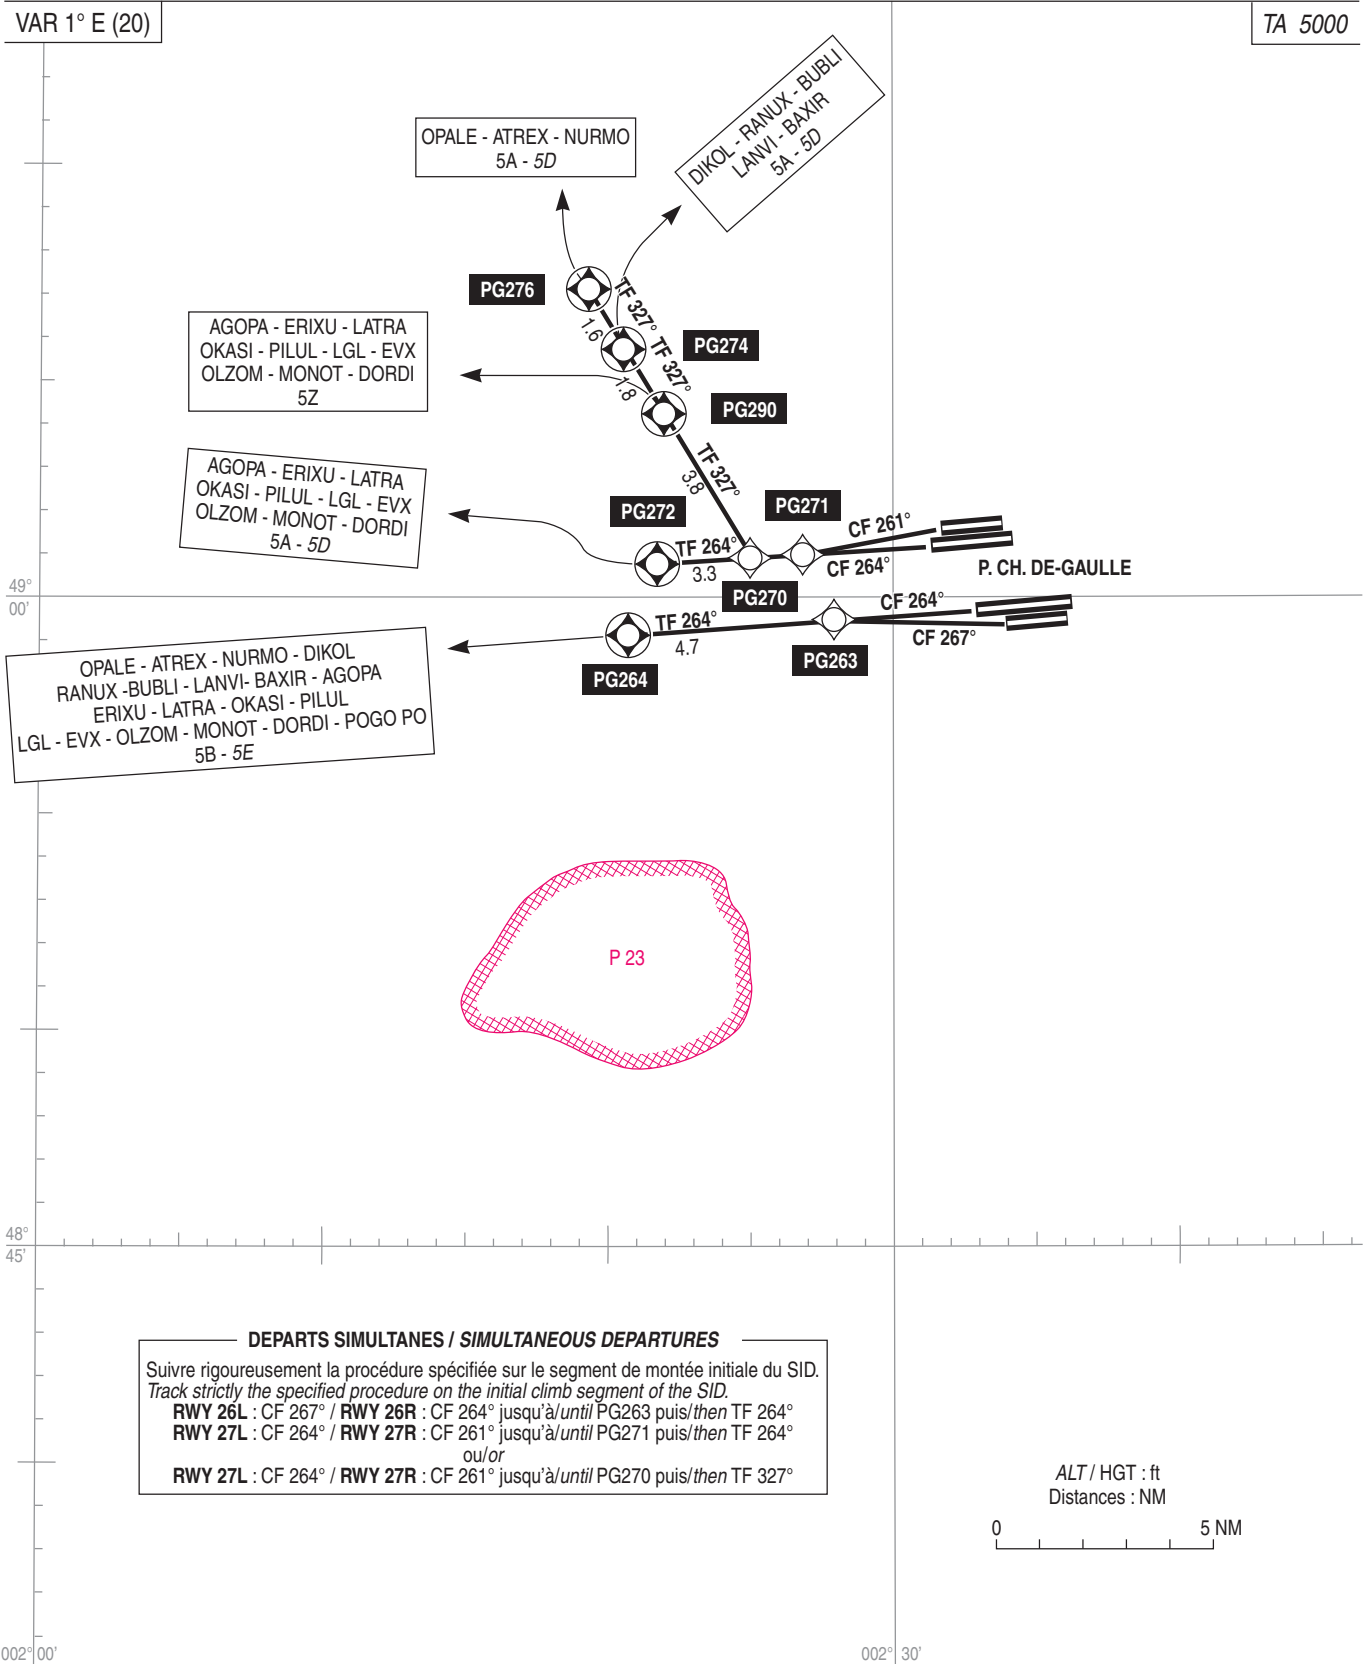 VAR 1° E (20)
TA 5000
DIKOL - RANUX - BUBLI
LANVI - BAXIR
5A - 5D
OPALE - ATREX - NURMO
5A - 5D
PG276
TF 327°
1.6
PG274
TF 327°
1.8
AGOPA - ERIXU - LATRA
OKASI - PILUL - LGL - EVX
OLZOM - MONOT - DORDI
5Z
PG290
TF 327°
3.8
AGOPA - ERIXU - LATRA
OKASI - PILUL - LGL - EVX
OLZOM - MONOT - DORDI
5A - 5D
PG272
PG271
CF 261°
TF 264°
3.3
CF 264°
P. CH. DE-GAULLE
49°
00'
PG270
CF 264°
TF 264°
4.7
CF 267°
PG264
PG263
OPALE - ATREX - NURMO - DIKOL
RANUX -BUBLI - LANVI- BAXIR - AGOPA
ERIXU - LATRA - OKASI - PILUL
LGL - EVX - OLZOM - MONOT - DORDI - POGO PO
5B - 5E
P 23
48°
45'
DEPARTS SIMULTANES / SIMULTANEOUS DEPARTURES
Suivre rigoureusement la procédure spécifiée sur le segment de montée initiale du SID.
Track strictly the specified procedure on the initial climb segment of the SID.
RWY 26L : CF 267° / RWY 26R : CF 264° jusqu'à/until PG263 puis/then TF 264°
RWY 27L : CF 264° / RWY 27R : CF 261° jusqu'à/until PG271 puis/then TF 264°
ou/or
RWY 27L : CF 264° / RWY 27R : CF 261° jusqu'à/until PG270 puis/then TF 327°
ALT / HGT : ft
Distances : NM
0 5 NM
002° 00'
002° 30'